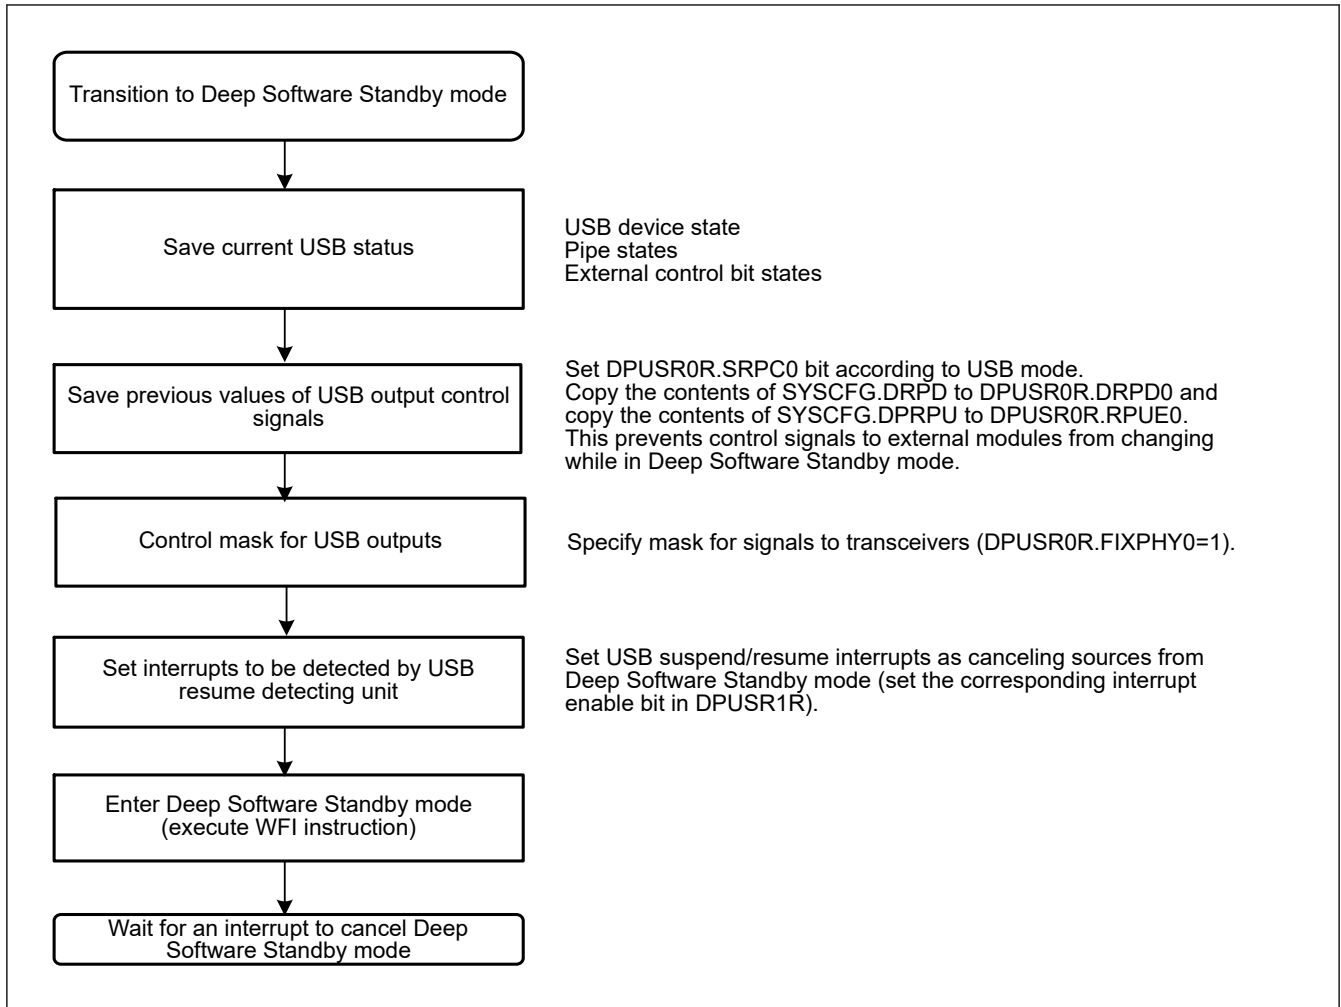 Transition to Deep Software Standby mode
Save current USB status
USB device state
Pipe states
External control bit states
Save previous values of USB output control
signals
Set DPUSR0R.SRPC0 bit according to USB mode.
Copy the contents of SYSCFG.DRPD to DPUSR0R.DRPD0 and
copy the contents of SYSCFG.DPRPU to DPUSR0R.RPUE0.
This prevents control signals to external modules from changing
while in Deep Software Standby mode.
Control mask for USB outputs
Specify mask for signals to transceivers (DPUSR0R.FIXPHY0=1).
Set interrupts to be detected by USB
resume detecting unit
Set USB suspend/resume interrupts as canceling sources from
Deep Software Standby mode (set the corresponding interrupt
enable bit in DPUSR1R).
Enter Deep Software Standby mode
(execute WFI instruction)
Wait for an interrupt to cancel Deep
Software Standby mode